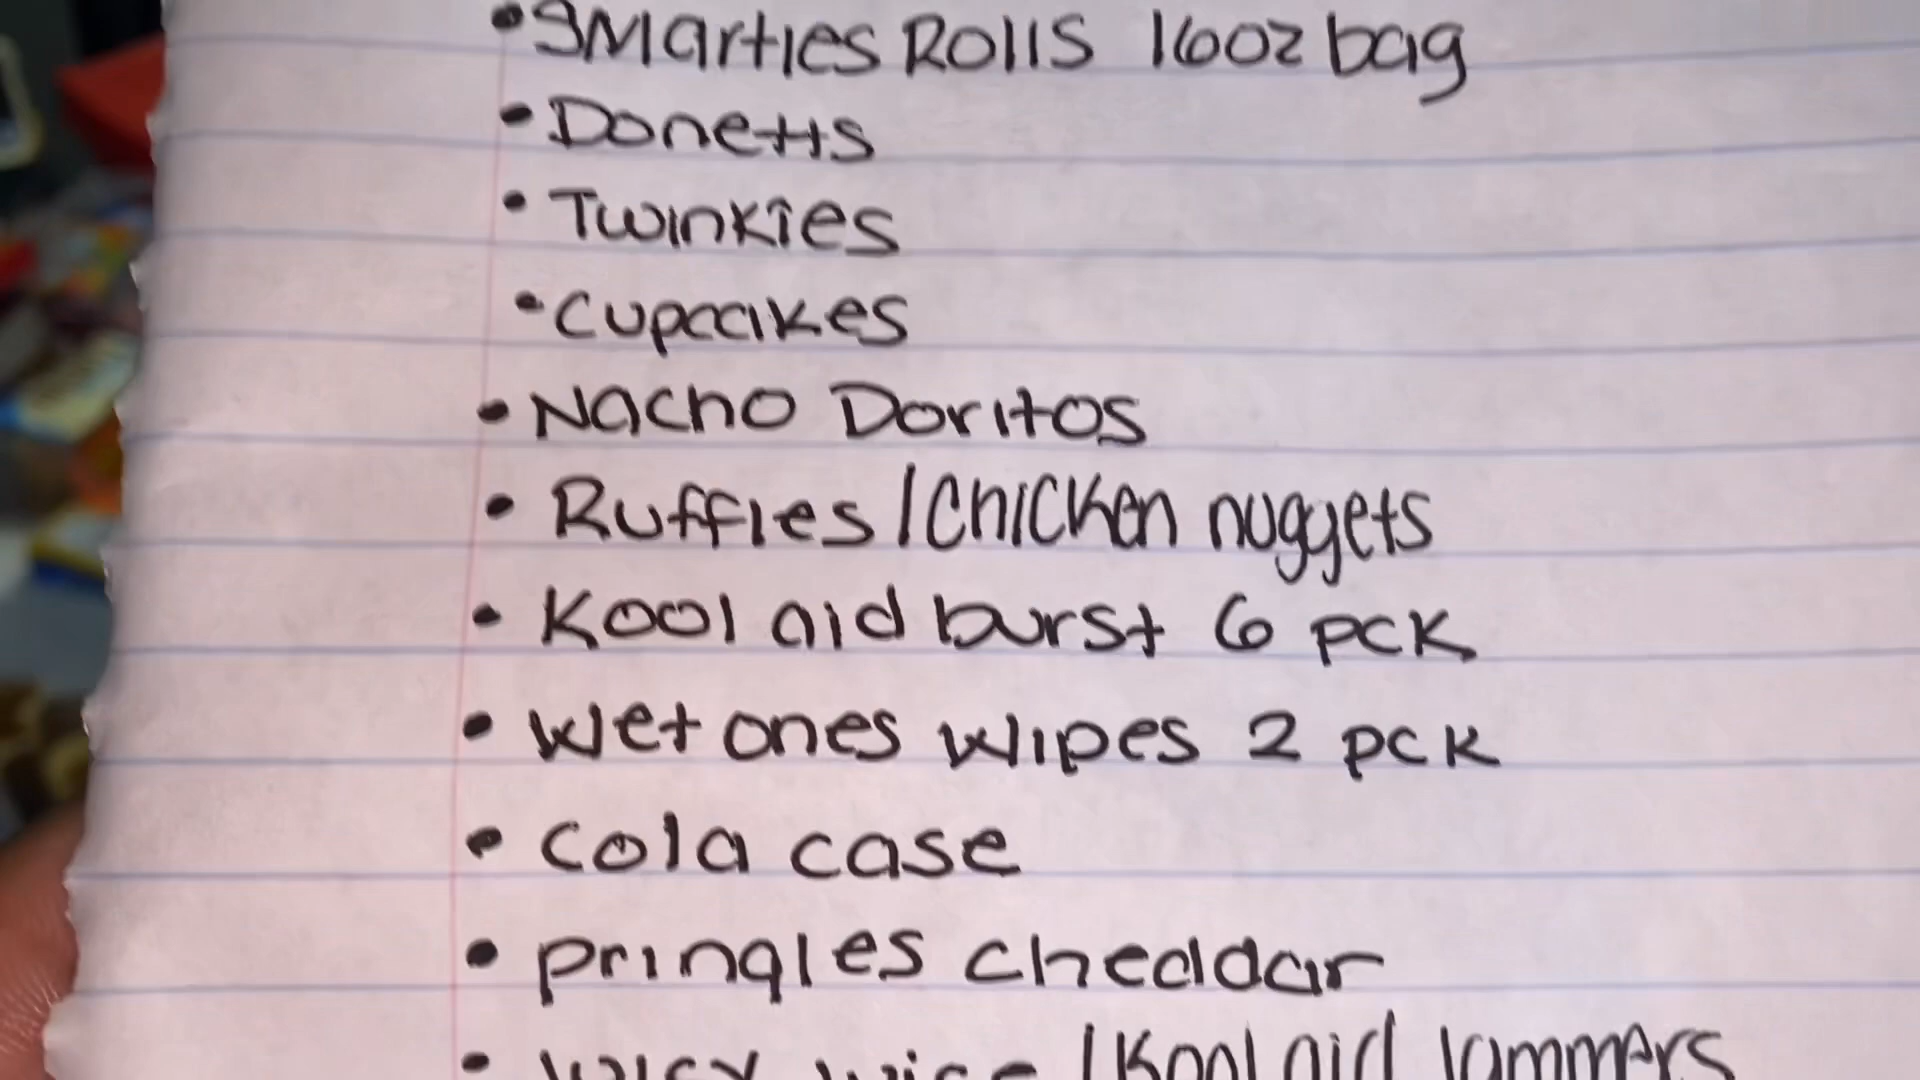 • Smarties Rolls 16oz bag
• Donetts
• Twinkies
• Cupcakes
• Nacho Doritos
• Ruffles / Chicken nuggets
• Kool aid burst 6 pck
• Wet ones wipes 2 pck
• Cola case
• pringles cheddar
• / Kool aid Jammers